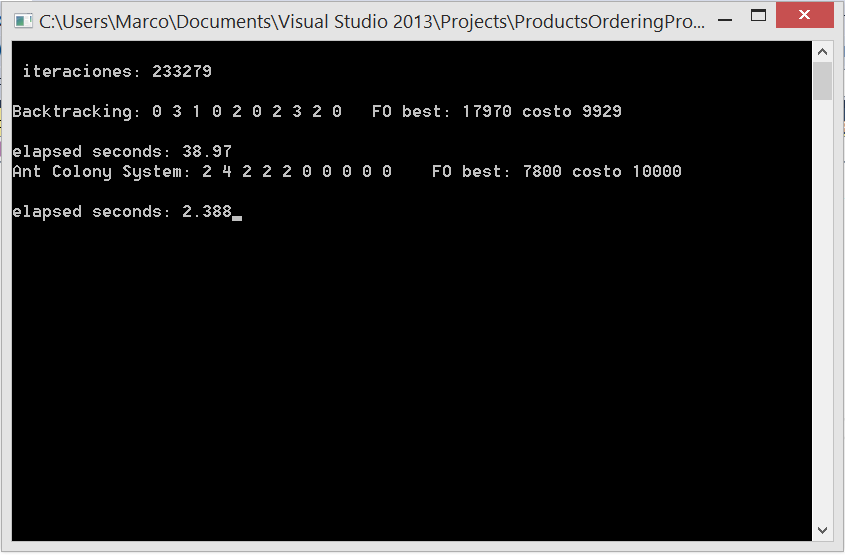 C:\Users\Marco\Documents\Visual Studio 2013\Projects\ProductsOrderingPro...
iteraciones: 233279
Backtracking: 0 3 1 0 2 0 2 3 2 0   FO best: 17970 costo 9929
elapsed seconds: 38.97
Ant Colony System: 2 4 2 2 2 0 0 0 0 0    FO best: 7800 costo 10000
elapsed seconds: 2.388